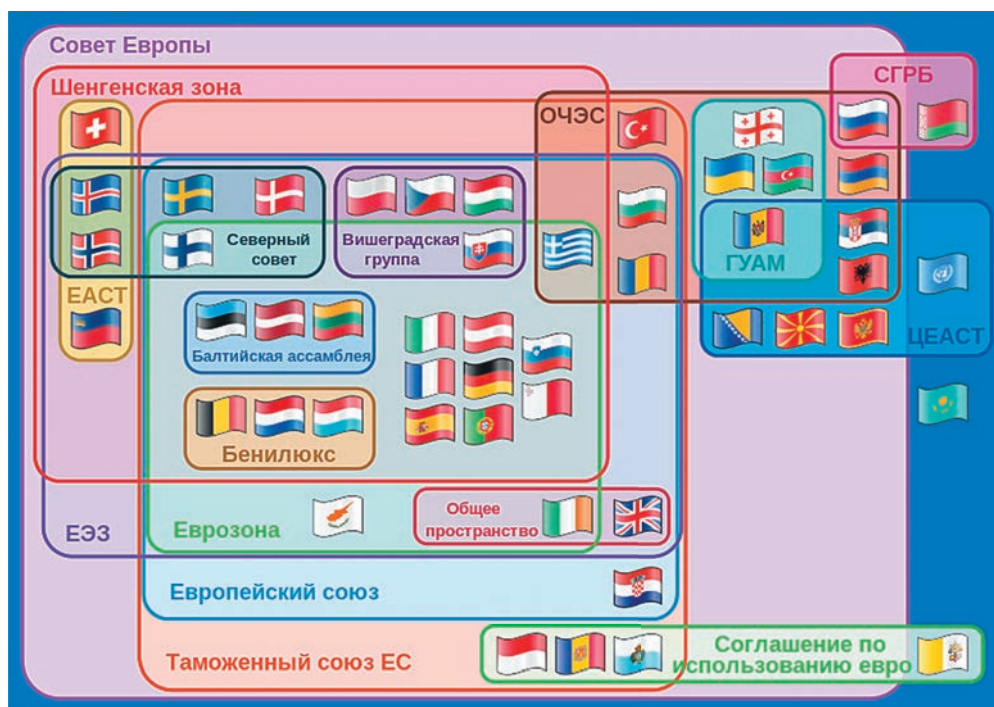 Совет Европы
СГРБ
Шенгенская зона
ОЧЭС
Северный
совет
Вишеградская
группа
ГУАМ
ЕАСТ
ЦЕАСТ
Балтийская ассамблея
Бенилюкс
Общее
пространство
ЕЭЗ
Еврозона
Европейский союз
Соглашение по
использованию евро
Таможенный союз ЕС